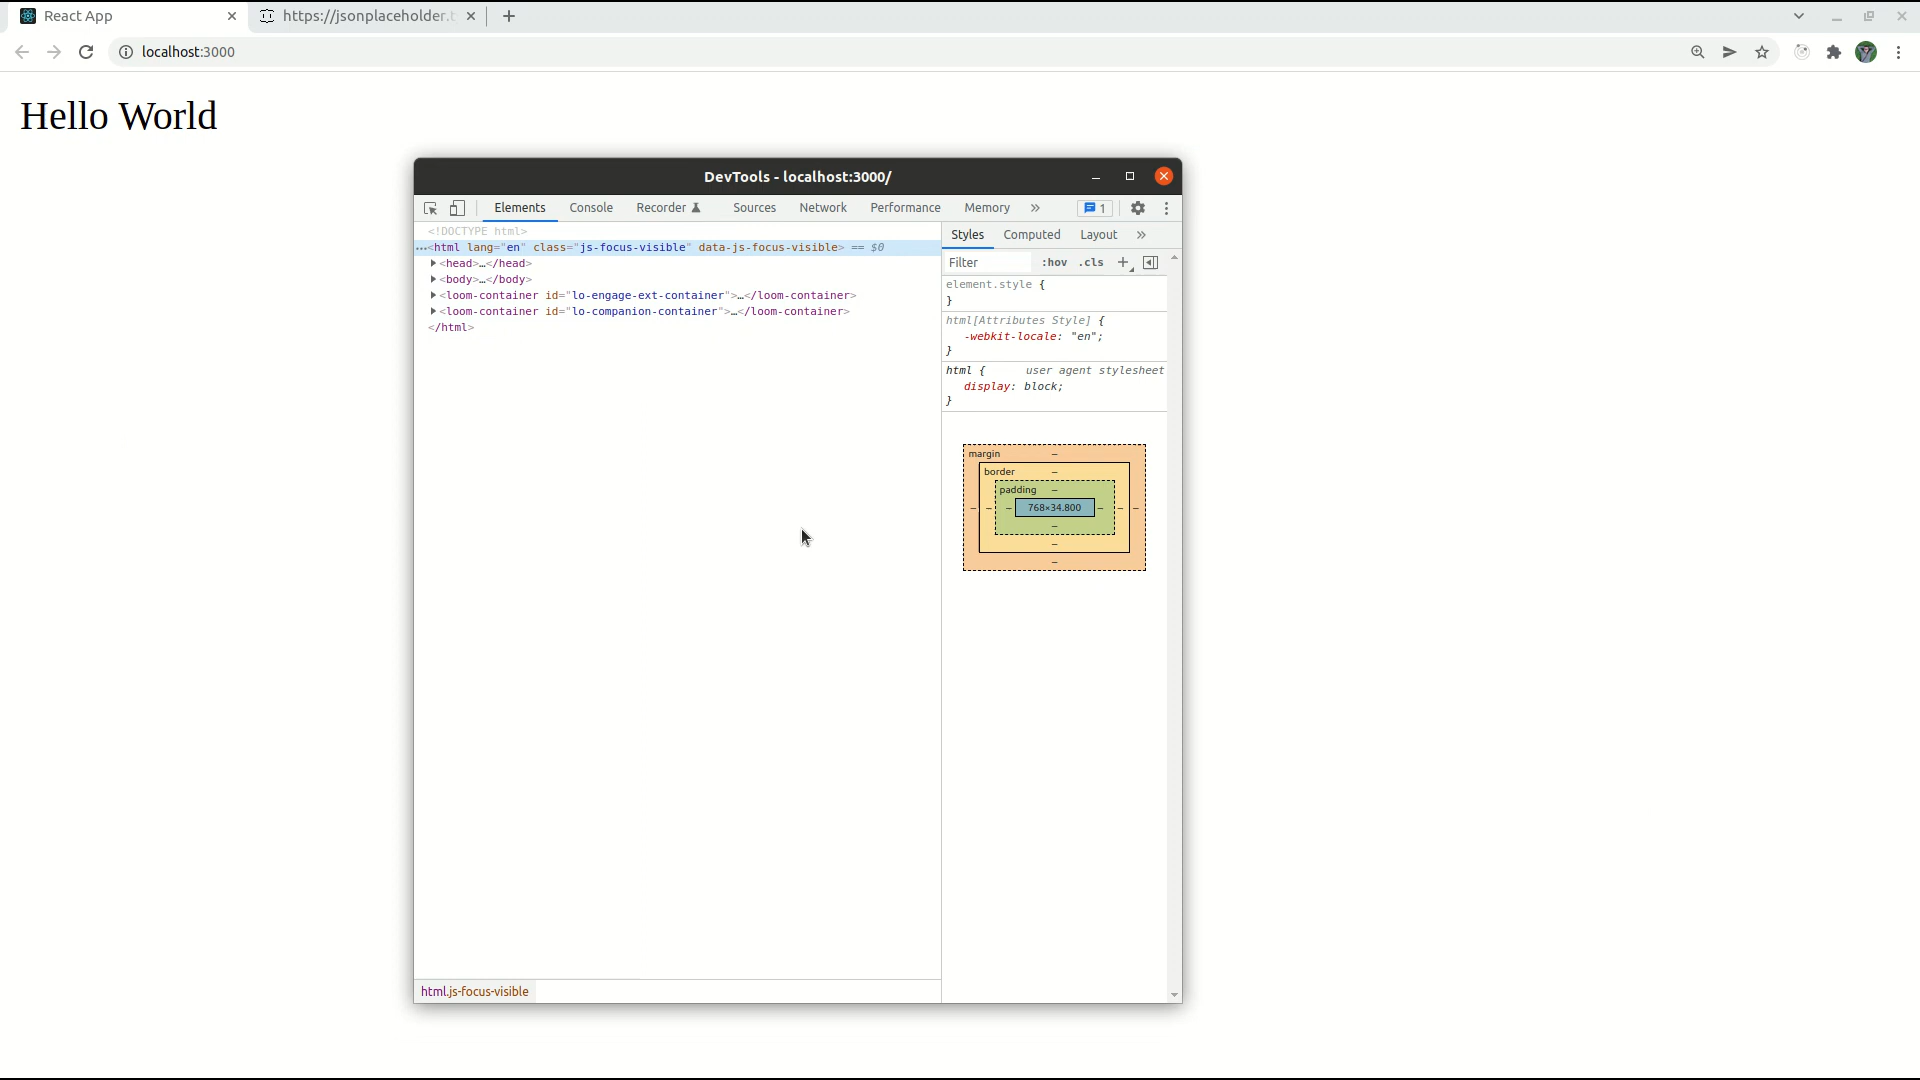 React App
https://jsonplaceholder.
localhost:3000
Hello World
DevTools - localhost:3000/
Elements Console Recorder Sources Network Performance Memory » 1
<!DOCTYPE html>
…<html lang="en" class="js-focus-visible" data-js-focus-visible> == $0
<head>…</head>
<body>…</body>
<loom-container id="lo-engage-ext-container">…</loom-container>
<loom-container id="lo-companion-container">…</loom-container>
</html>
html.js-focus-visible
Styles Computed Layout »
Filter :hov .cls +
element.style {
}
html[Attributes Style] {
-webkit-locale: "en";
}
html { user agent stylesheet
display: block;
}
margin –
border –
padding –
– – – 768×34.800 – – –
–
–
–